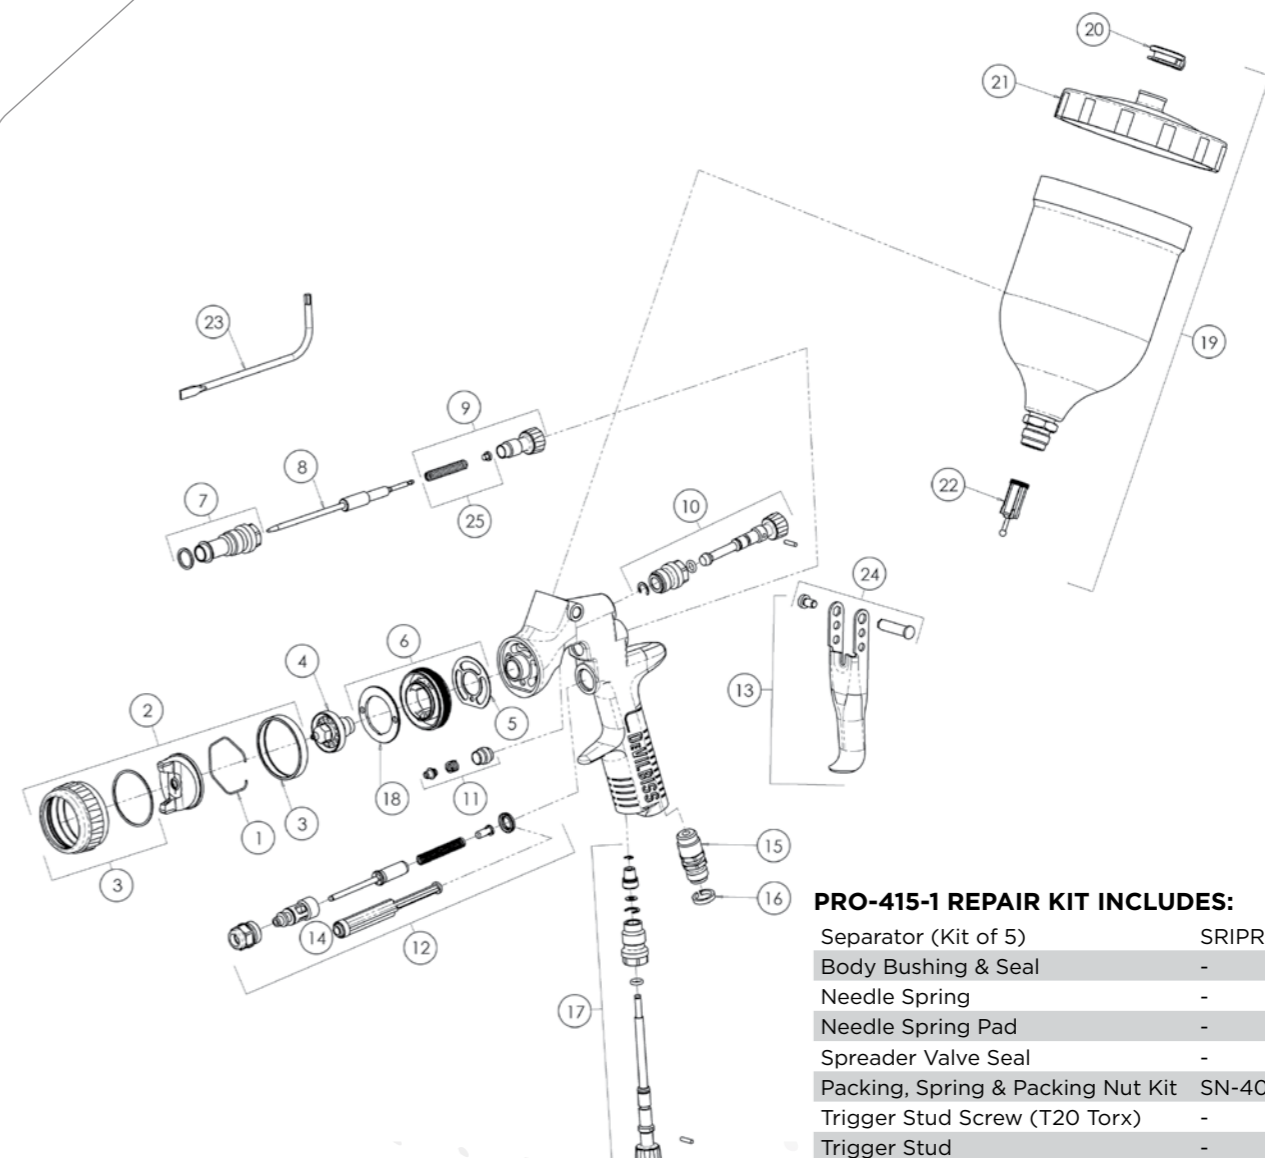 20
21
19
23
9
8
7
25
22
10
24
6
4
13
2
5
18
11
1
3
3
15
16
14
12
17
DEVILBISS
PRO-415-1 REPAIR KIT INCLUDES:
Separator (Kit of 5) SRIPR
Body Bushing & Seal -
Needle Spring -
Needle Spring Pad -
Spreader Valve Seal -
Packing, Spring & Packing Nut Kit SN-40
Trigger Stud Screw (T20 Torx) -
Trigger Stud -